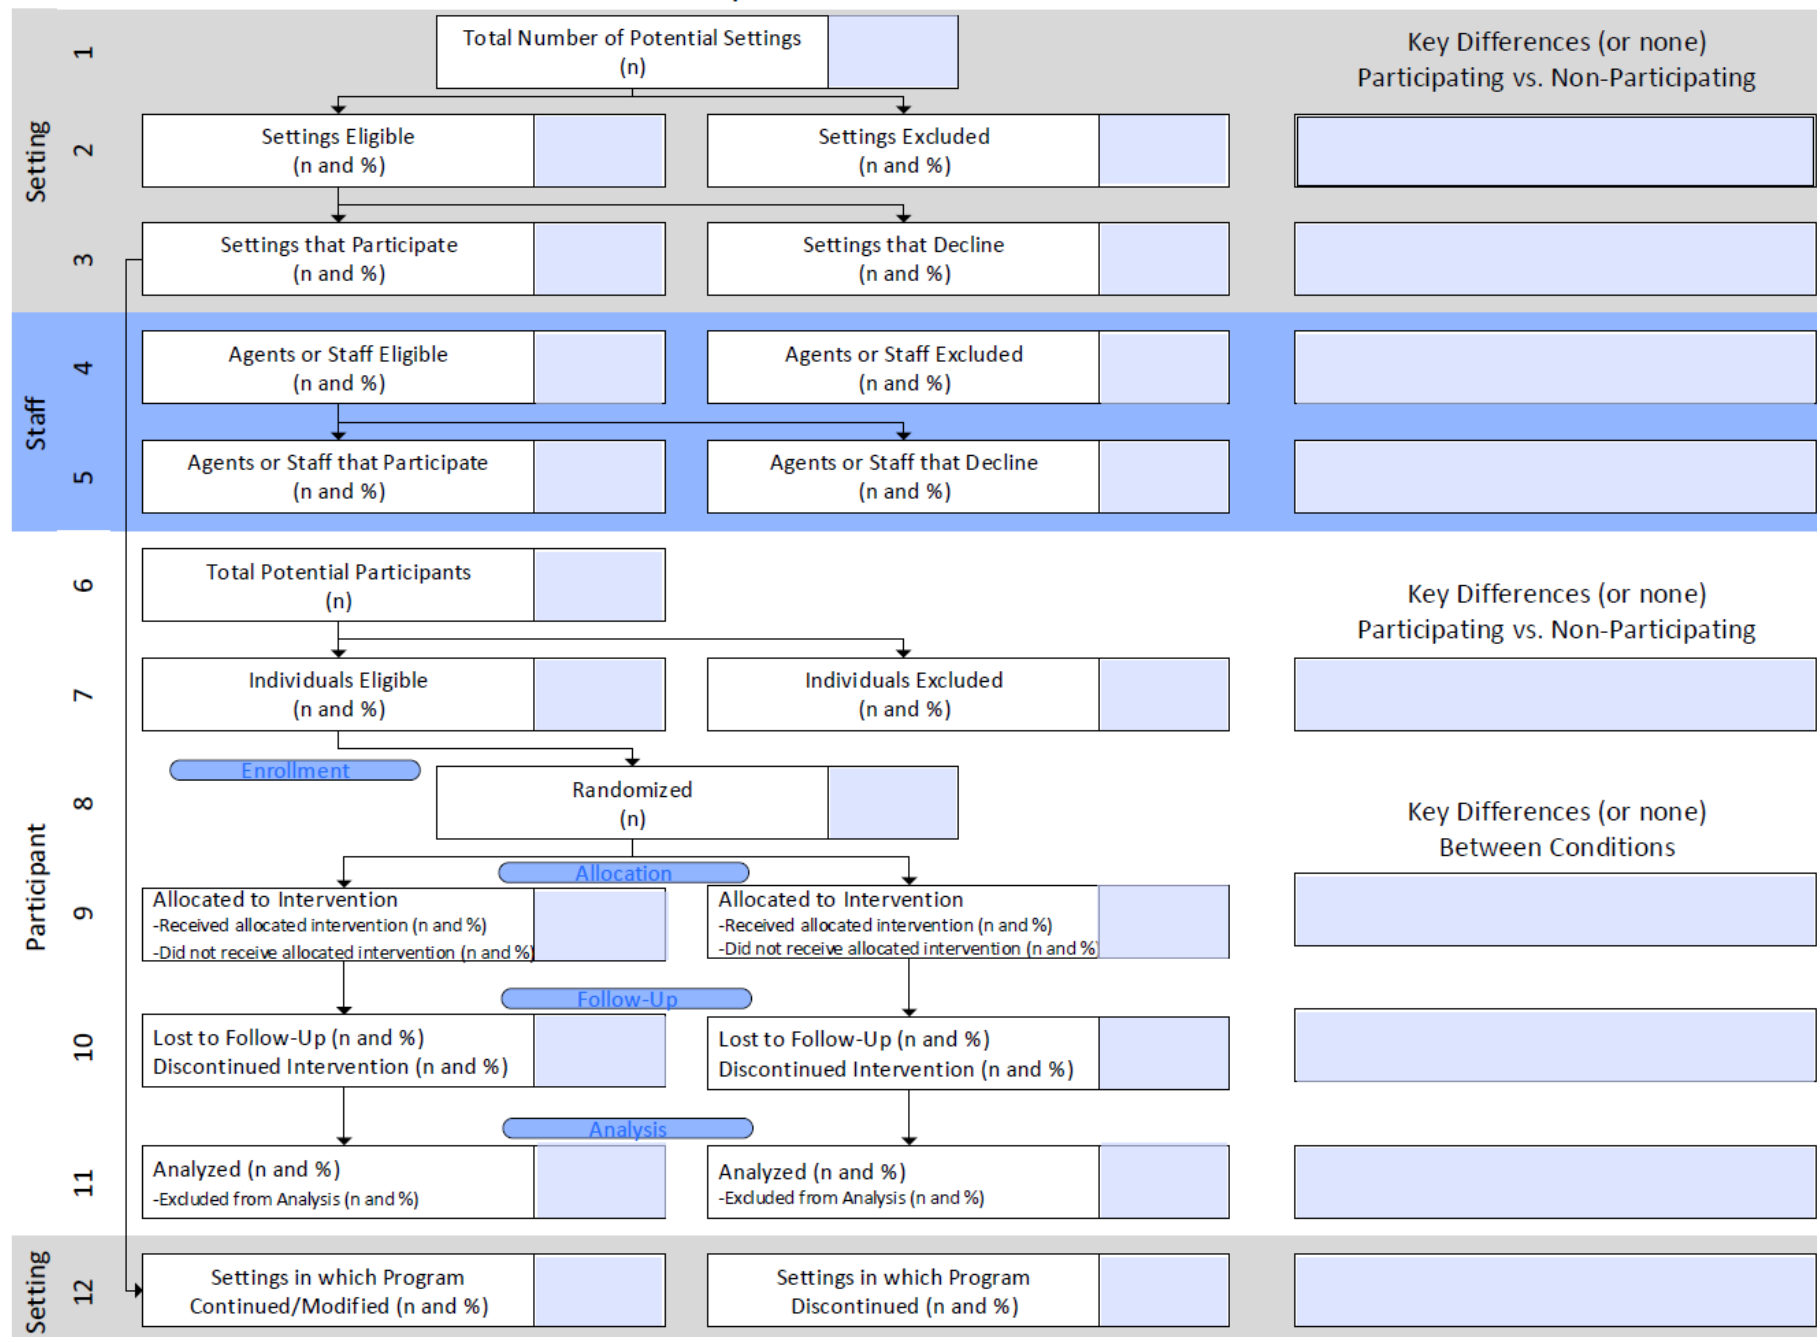 1
Total Number of Potential Settings
(n)
Key Differences (or none)
Participating vs. Non-Participating
Setting
2
Settings Eligible
(n and %)
Settings Excluded
(n and %)
3
Settings that Participate
(n and %)
Settings that Decline
(n and %)
Staff
4
Agents or Staff Eligible
(n and %)
Agents or Staff Excluded
(n and %)
5
Agents or Staff that Participate
(n and %)
Agents or Staff that Decline
(n and %)
Participant
6
Total Potential Participants
(n)
Key Differences (or none)
Participating vs. Non-Participating
7
Individuals Eligible
(n and %)
Individuals Excluded
(n and %)
Enrollment
8
Randomized
(n)
Key Differences (or none)
Between Conditions
Allocation
9
Allocated to Intervention
-Received allocated intervention (n and %)
-Did not receive allocated intervention (n and %)
Allocated to Intervention
-Received allocated intervention (n and %)
-Did not receive allocated intervention (n and %)
Follow-Up
10
Lost to Follow-Up (n and %)
Discontinued Intervention (n and %)
Lost to Follow-Up (n and %)
Discontinued Intervention (n and %)
Analysis
11
Analyzed (n and %)
-Excluded from Analysis (n and %)
Analyzed (n and %)
-Excluded from Analysis (n and %)
Setting
12
Settings in which Program
Continued/Modified (n and %)
Settings in which Program
Discontinued (n and %)